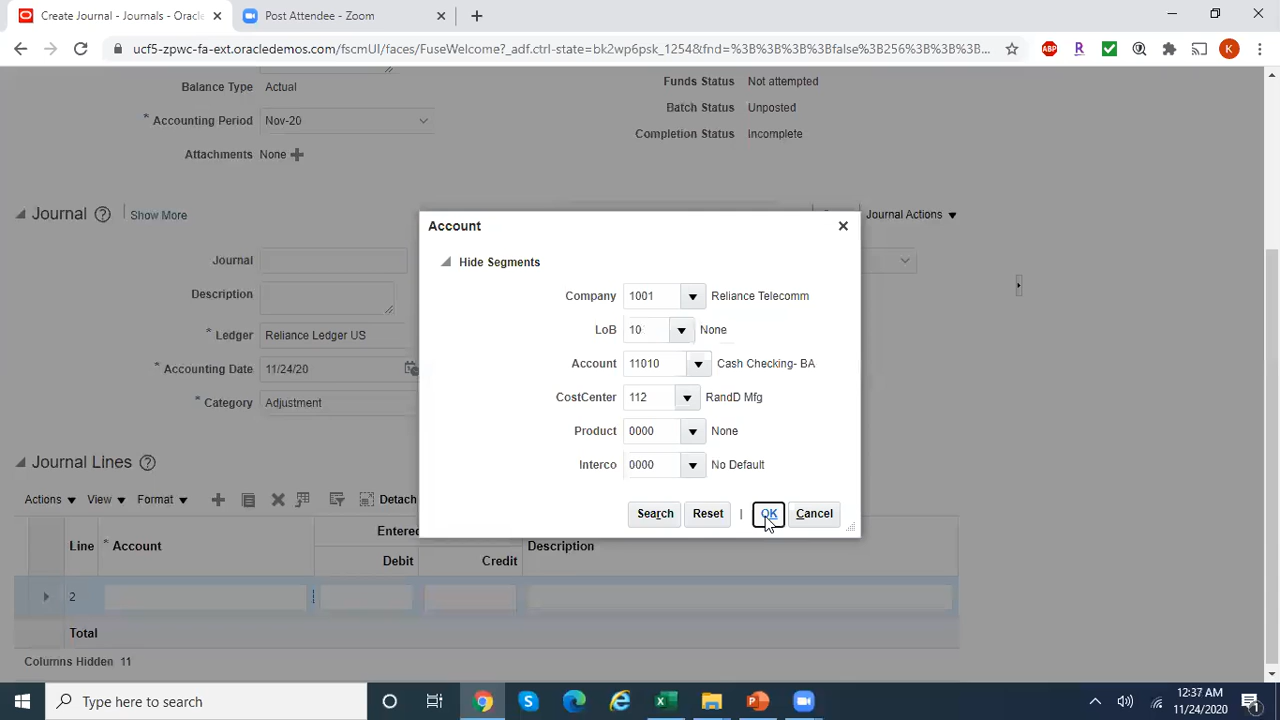 Create Journal - Journals - Oracle
Post Attendee - Zoom
ucf5-zpwc-fa-ext.oracledemos.com/fscmUI/faces/FuseWelcome?_adf.ctrl-state=bk2wp6psk_1254&fnd=%3B%3B%3B%3Bfalse%3B256%3B%3B%3B...
ABP
R
K
Balance Type Actual
Funds Status Not attempted
Batch Status Unposted
* Accounting Period Nov-20
Completion Status Incomplete
Attachments None
Journal Show More
Journal Actions
Journal
Description
* Ledger Reliance Ledger US
* Accounting Date 11/24/20
* Category Adjustment
Account
Hide Segments
Company 1001 Reliance Telecomm
LoB 10 None
Account 11010 Cash Checking- BA
CostCenter 112 RandD Mfg
Product 0000 None
Interco 0000 No Default
Search Reset | OK Cancel
Journal Lines
Actions View Format Detach
Line * Account Entered Description
Debit Credit
2
Total
Columns Hidden 11
Type here to search
12:37 AM
11/24/2020
1